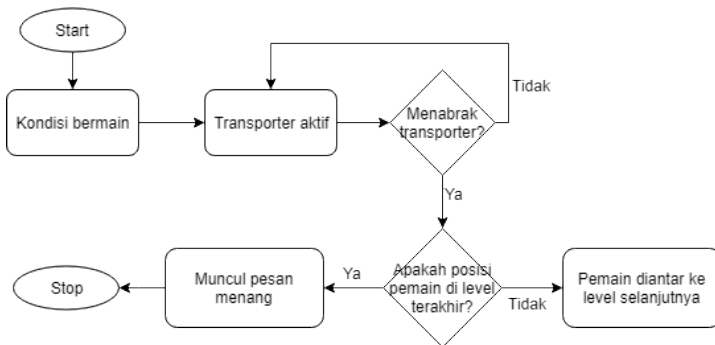 Start
Kondisi bermain
Transporter aktif
Menabrak
transporter?
Tidak
Ya
Apakah posisi
pemain di level
terakhir?
Ya
Tidak
Muncul pesan
menang
Stop
Pemain diantar ke
level selanjutnya